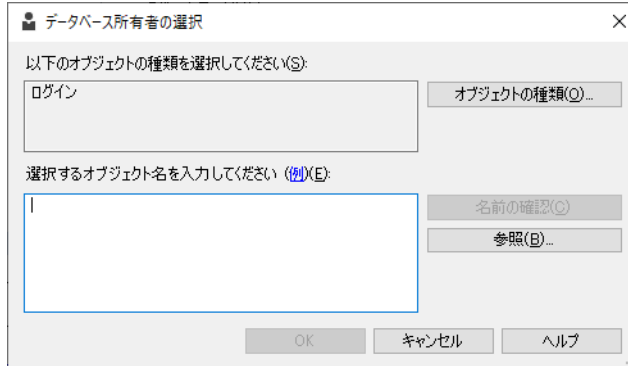 データベース所有者の選択
以下のオブジェクトの種類を選択してください(S):
ログイン
オブジェクトの種類(O)...
選択するオブジェクト名を入力してください (例)(E):
名前の確認(C)
参照(B)...
OK
キャンセル
ヘルプ